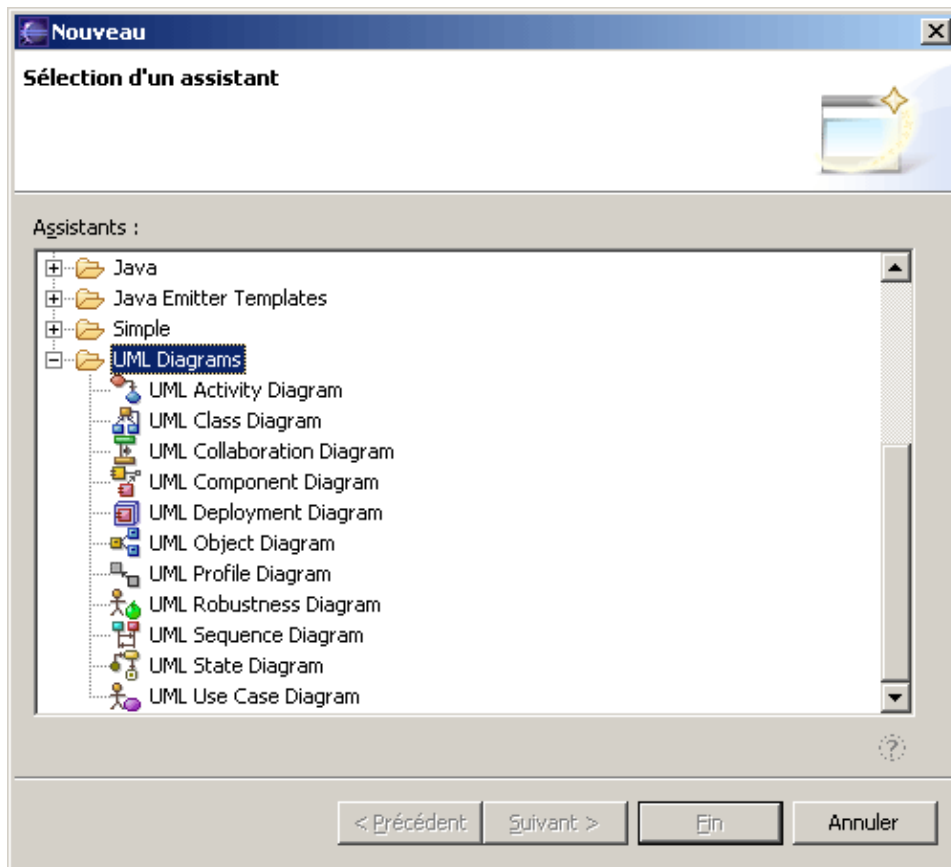 Nouveau
Sélection d'un assistant
Assistants :
Java
Java Emitter Templates
Simple
UML Diagrams
UML Activity Diagram
UML Class Diagram
UML Collaboration Diagram
UML Component Diagram
UML Deployment Diagram
UML Object Diagram
UML Profile Diagram
UML Robustness Diagram
UML Sequence Diagram
UML State Diagram
UML Use Case Diagram
?
< Précédent Suivant > Fin Annuler